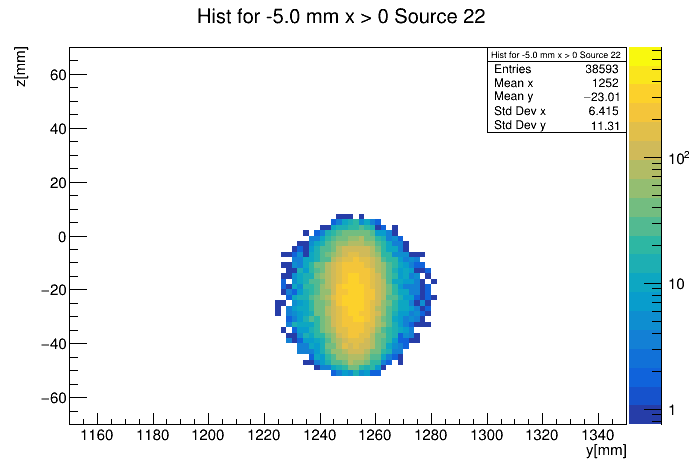 Hist for -5.0 mm x > 0 Source 22
z[mm]
Hist for -5.0 mm x > 0 Source 22
Entries 38593
Mean x 1252
Mean y −23.01
Std Dev x 6.415
Std Dev y 11.31
60
40
20
0
−20
−40
−60
10²
10
1
1160 1180 1200 1220 1240 1260 1280 1300 1320 1340
y[mm]